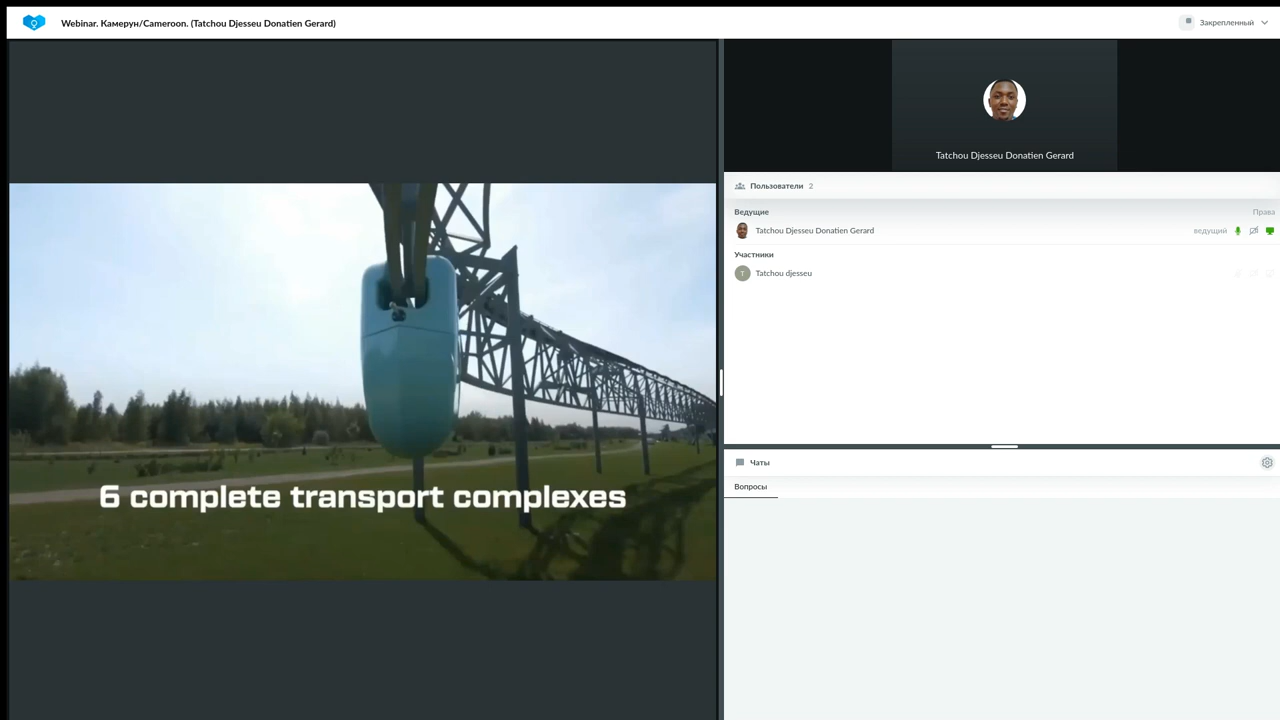 Webinar. Камерун/Cameroon. (Tatchou Djesseu Donatien Gerard)
Закрепленный
6 complete transport complexes
Tatchou Djesseu Donatien Gerard
Пользователи 2
Ведущие Права
Tatchou Djesseu Donatien Gerard ведущий
Участники
T Tatchou djesseu
Чаты
Вопросы